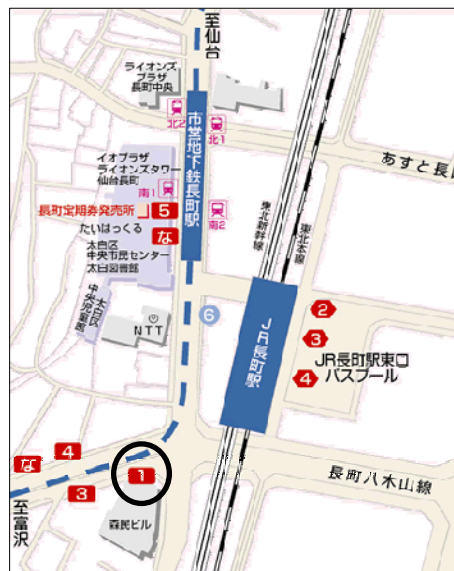 至仙台
ライオンズ
プラザ
長町中央
北2
北1
市営地下鉄長町駅
あすと長
イオプラザ
ライオンズタワー
仙台長町
南1
長町定期券発売所
5
南2
たいはっくる
な
太白区
中央市民センター
太白図書館
太白区
中央児童館
東北新幹線
東北本線
6
NTT
JR長町駅
2
3
4
JR長町駅東口
バスプール
4
な
1
3
長町八木山線
至富沢
森民ビル